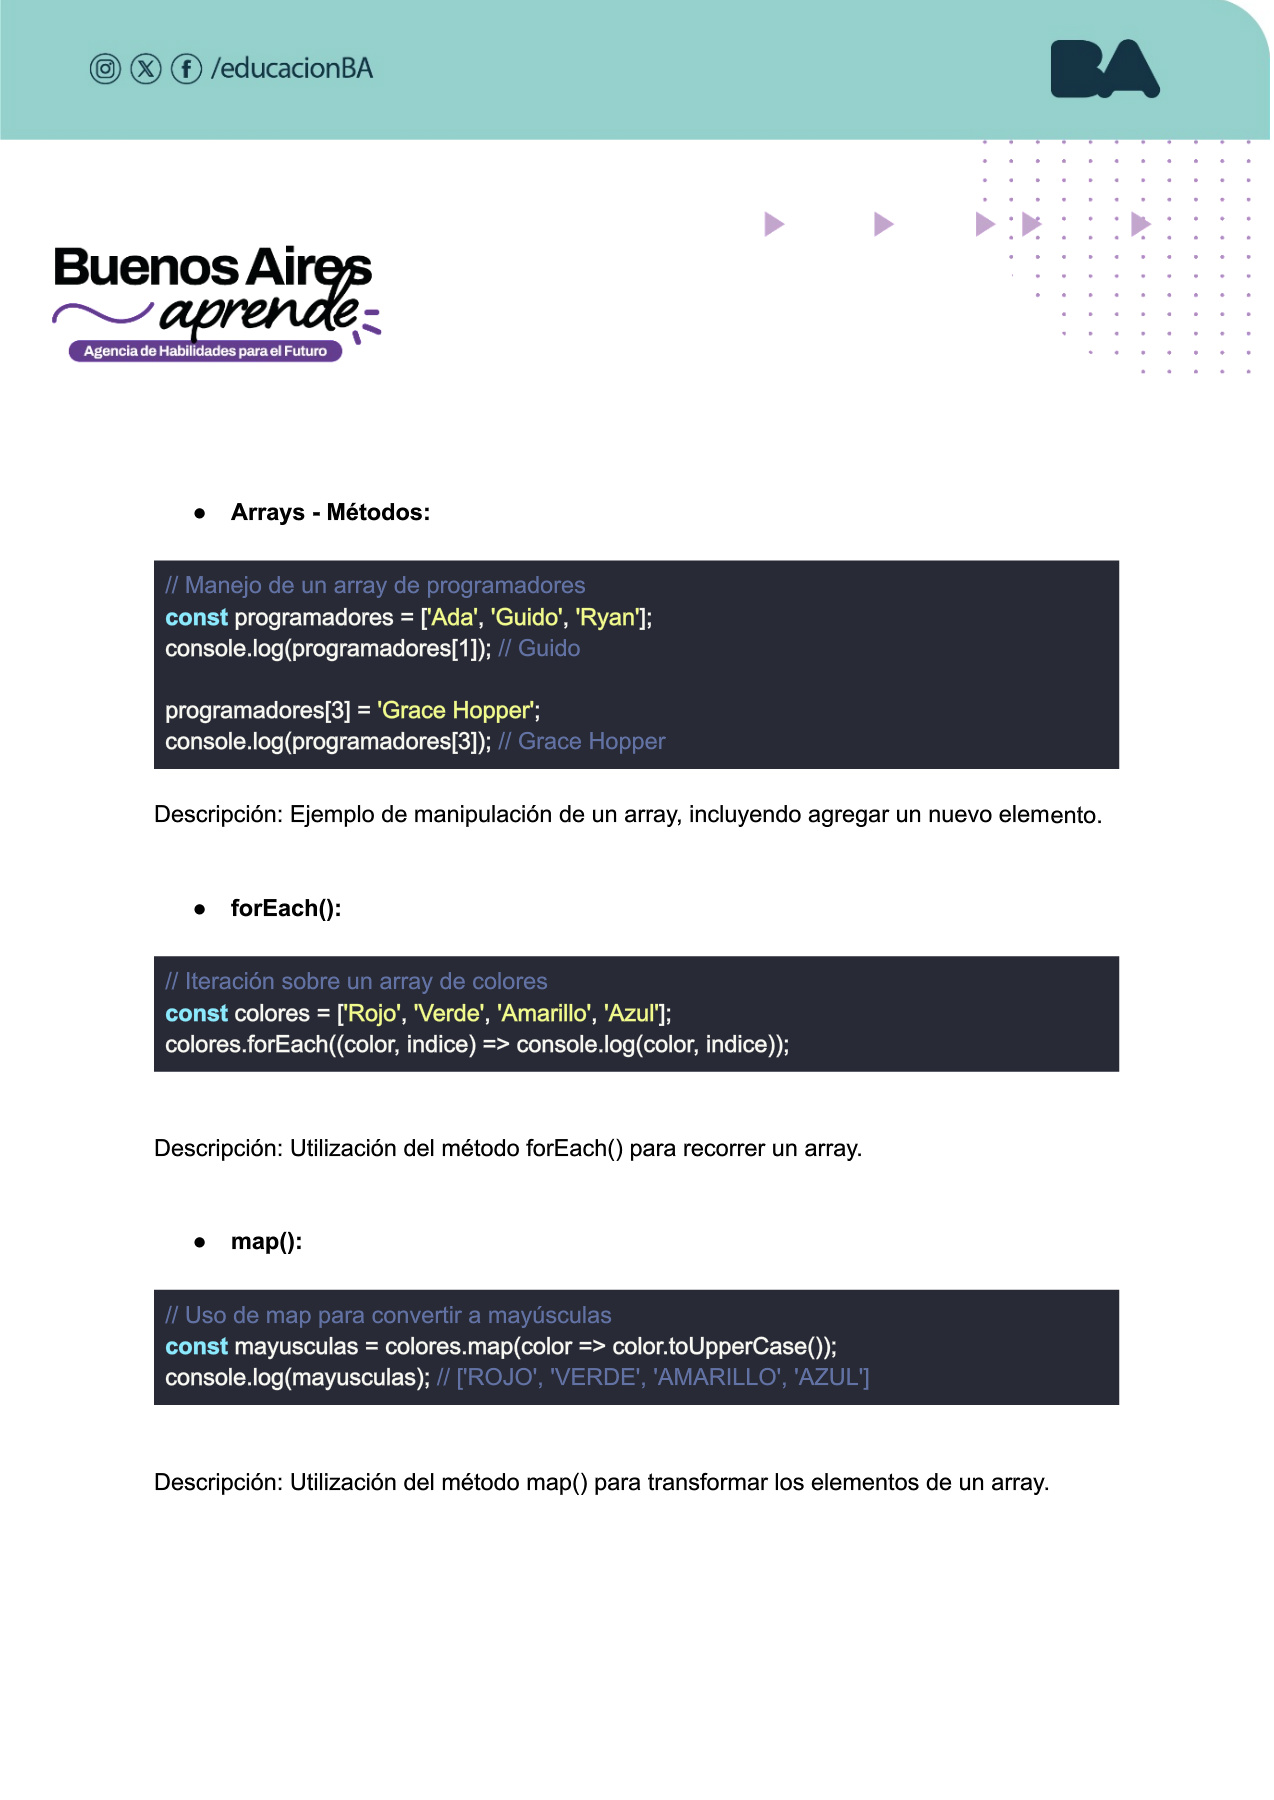 /educacionBA
BA
Buenos Aires
aprende
Agencia de Habilidades para el Futuro
● Arrays - Métodos:
// Manejo de un array de programadores
const programadores = ['Ada', 'Guido', 'Ryan'];
console.log(programadores[1]); // Guido
programadores[3] = 'Grace Hopper';
console.log(programadores[3]); // Grace Hopper
Descripción: Ejemplo de manipulación de un array, incluyendo agregar un nuevo elemento.
● forEach():
// Iteración sobre un array de colores
const colores = ['Rojo', 'Verde', 'Amarillo', 'Azul'];
colores.forEach((color, indice) => console.log(color, indice));
Descripción: Utilización del método forEach() para recorrer un array.
● map():
// Uso de map para convertir a mayúsculas
const mayusculas = colores.map(color => color.toUpperCase());
console.log(mayusculas); // ['ROJO', 'VERDE', 'AMARILLO', 'AZUL']
Descripción: Utilización del método map() para transformar los elementos de un array.